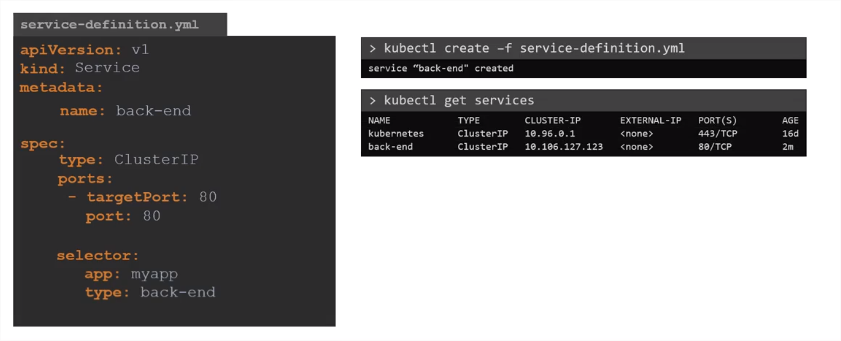 service-definition.yml
apiVersion: v1
kind: Service
metadata:
name: back-end
spec:
type: ClusterIP
ports:
- targetPort: 80
port: 80
selector:
app: myapp
type: back-end
> kubectl create –f service-definition.yml
service “back-end" created
> kubectl get services
NAME TYPE CLUSTER-IP EXTERNAL-IP PORT(S) AGE
kubernetes ClusterIP 10.96.0.1 <none> 443/TCP 16d
back-end ClusterIP 10.106.127.123 <none> 80/TCP 2m